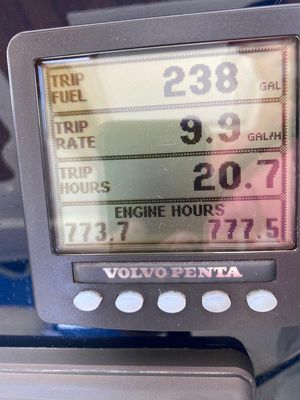 TRIP FUEL 238 GAL
TRIP RATE 9.9 GAL/H
TRIP HOURS 20.7
ENGINE HOURS
773.7 777.5
VOLVO PENTA